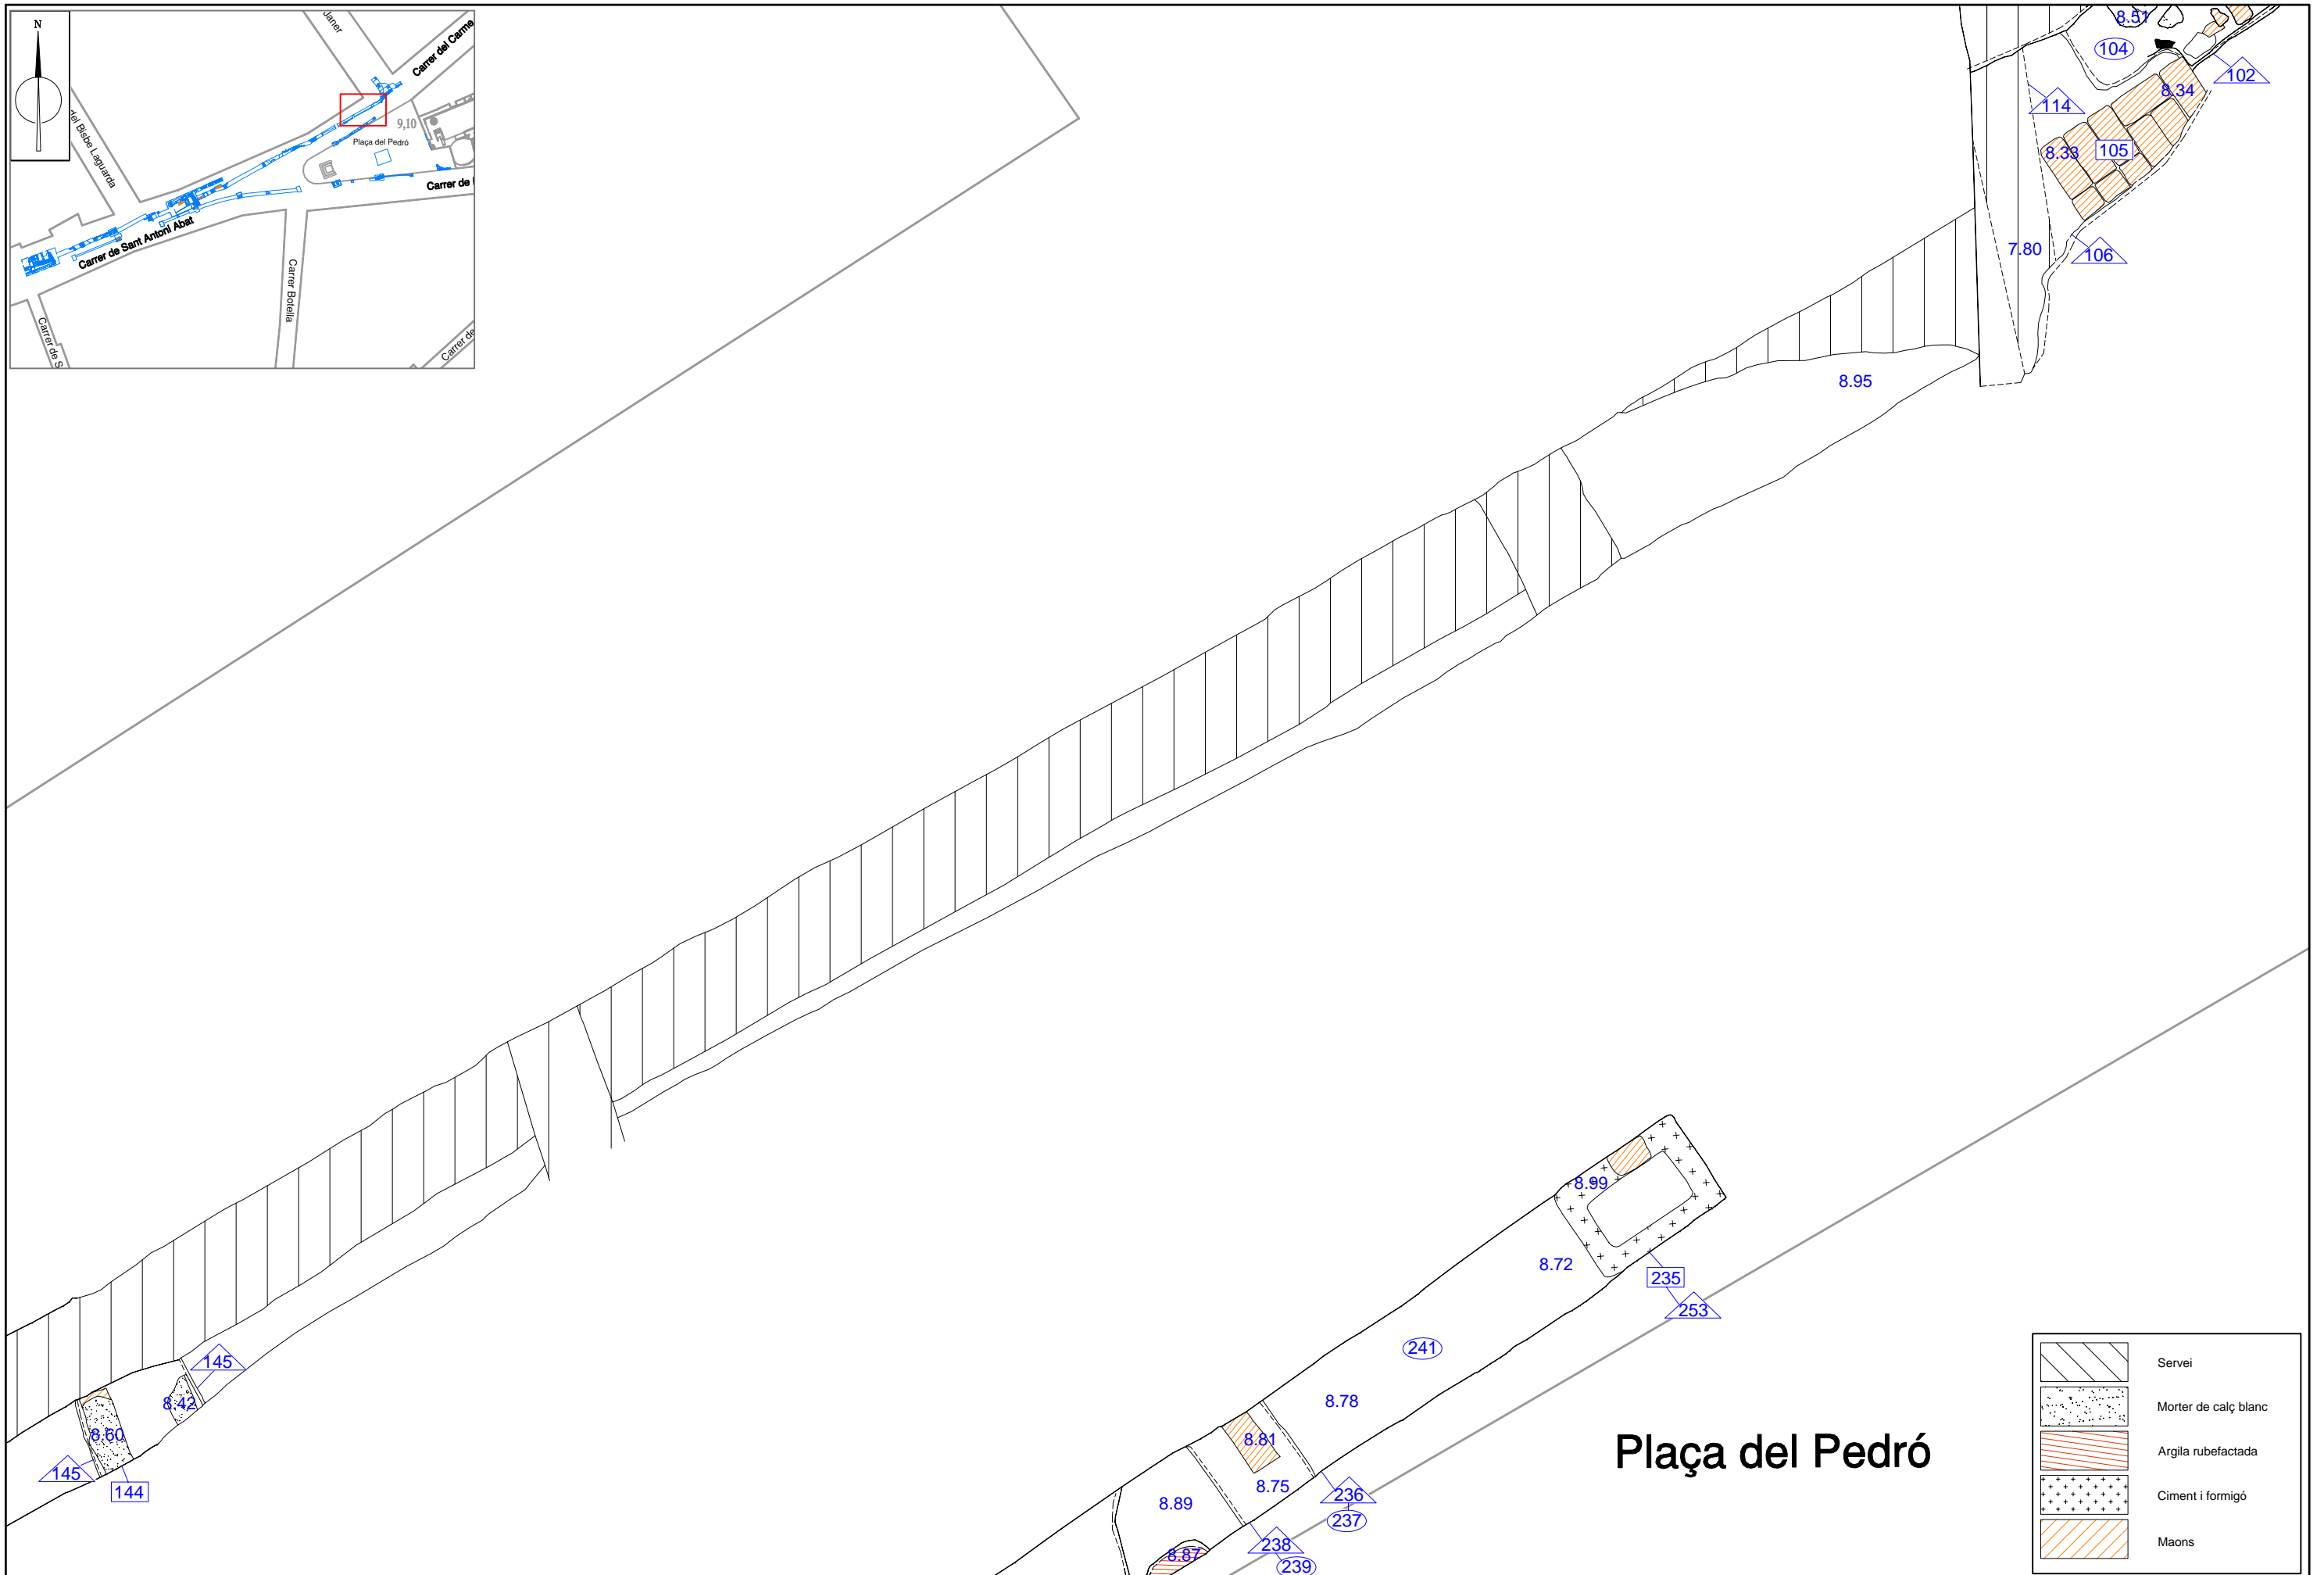 N
Janer
Carrer del Carme
del Bisbe Laguarda
9,10
Plaça del Pedró
Carrer de
Carrer de Sant Antoni Abat
Carrer Botella
Carrer de S
Carrer de
8.51
104
102
8.34
114
105
8.33
7.80
106
8.95
8.99
8.72
235
253
241
145
8.42
8.78
8.60
8.81
145
144
8.75
236
8.89
237
238
8.87
239
Plaça del Pedró
Servei
Morter de calç blanc
Argila rubefactada
Ciment i formigó
Maons